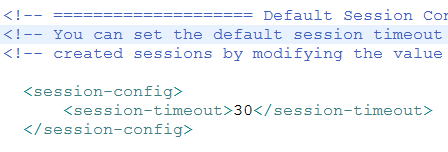 <!-- ==================== Default Session Con
<!-- You can set the default session timeout
<!-- created sessions by modifying the value
<session-config>
<session-timeout>30</session-timeout>
</session-config>